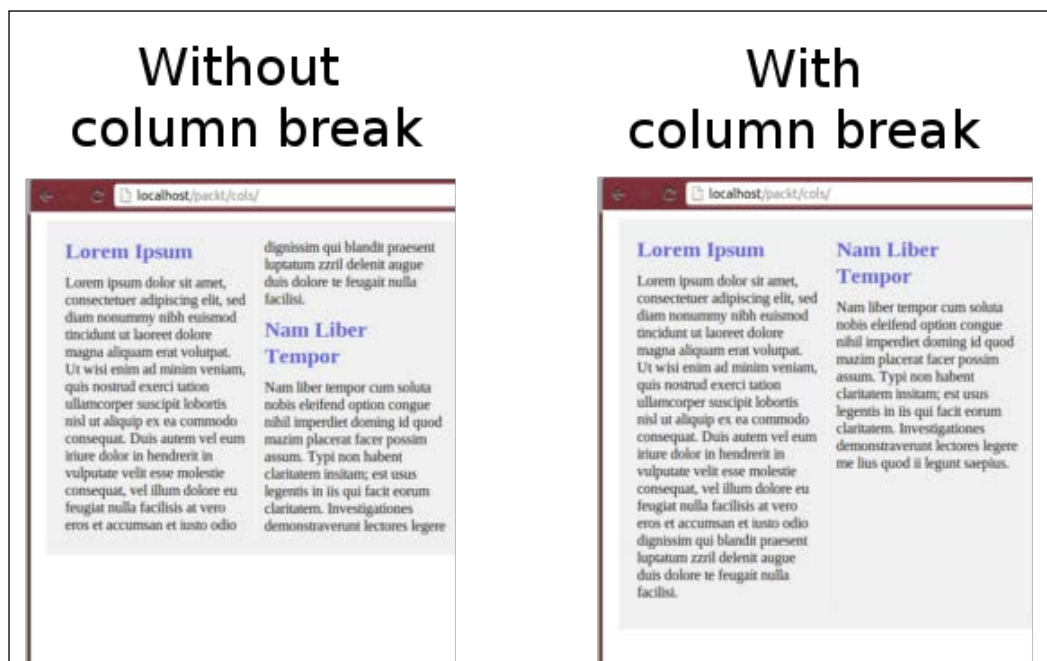 Without
column break
localhost/packt/cols/
Lorem Ipsum
Lorem ipsum dolor sit amet,
consectetuer adipiscing elit, sed
diam nonummy nibh euismod
tincidunt ut laoreet dolore
magna aliquam erat volutpat.
Ut wisi enim ad minim veniam,
quis nostrud exerci tation
ullamcorper suscipit lobortis
nisl ut aliquip ex ea commodo
consequat. Duis autem vel eum
iriure dolor in hendrerit in
vulputate velit esse molestie
consequat, vel illum dolore eu
feugiat nulla facilisis at vero
eros et accumsan et iusto odio
dignissim qui blandit praesent
luptatum zzril delenit augue
duis dolore te feugait nulla
facilisi.
Nam Liber
Tempor
Nam liber tempor cum soluta
nobis eleifend option congue
nihil imperdiet doming id quod
mazim placerat facer possim
assum. Typi non habent
claritatem insitam; est usus
legentis in iis qui facit eorum
claritatem. Investigationes
demonstraverunt lectores legere
With
column break
localhost/packt/cols/
Lorem Ipsum
Lorem ipsum dolor sit amet,
consectetuer adipiscing elit, sed
diam nonummy nibh euismod
tincidunt ut laoreet dolore
magna aliquam erat volutpat.
Ut wisi enim ad minim veniam,
quis nostrud exerci tation
ullamcorper suscipit lobortis
nisl ut aliquip ex ea commodo
consequat. Duis autem vel eum
iriure dolor in hendrerit in
vulputate velit esse molestie
consequat, vel illum dolore eu
feugiat nulla facilisis at vero
eros et accumsan et iusto odio
dignissim qui blandit praesent
luptatum zzril delenit augue
duis dolore te feugait nulla
facilisi.
Nam Liber
Tempor
Nam liber tempor cum soluta
nobis eleifend option congue
nihil imperdiet doming id quod
mazim placerat facer possim
assum. Typi non habent
claritatem insitam; est usus
legentis in iis qui facit eorum
claritatem. Investigationes
demonstraverunt lectores legere
me lius quod ii legunt saepius.